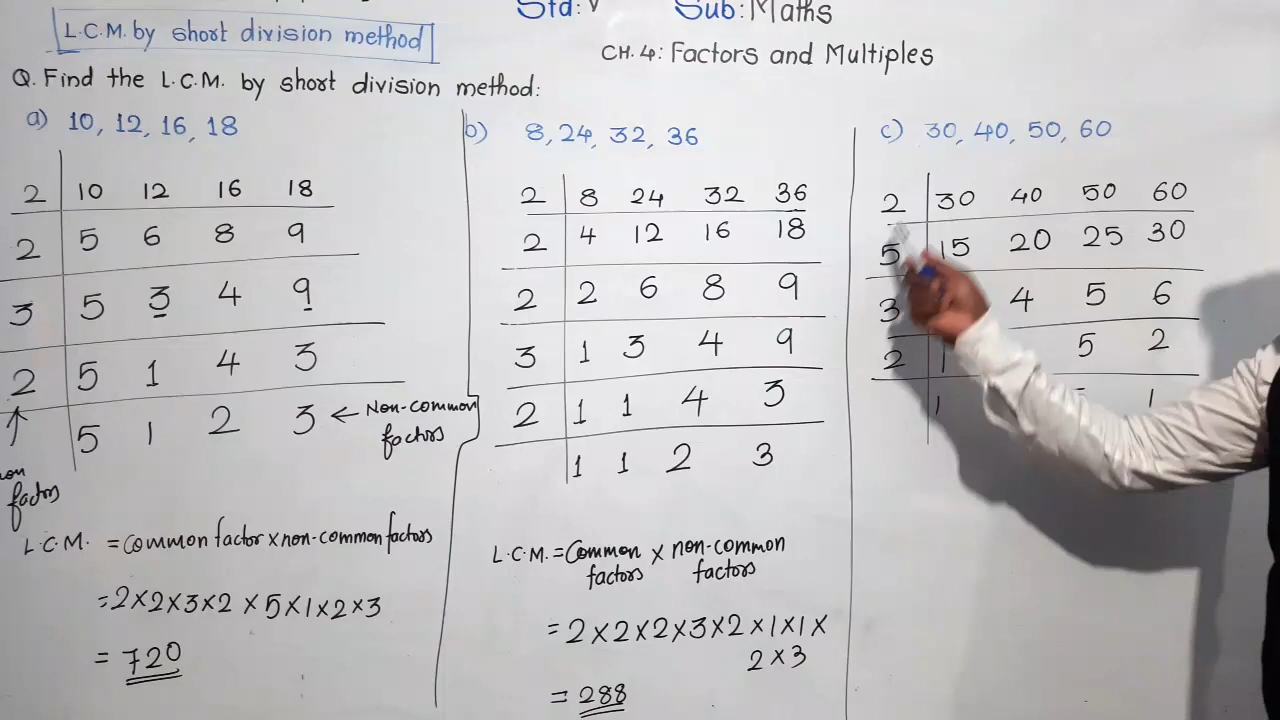 Std: V Sub: Maths
L.C.M. by short division method
CH. 4: Factors and Multiples
Q. Find the L.C.M. by short division method:
a) 10, 12, 16, 18
2 10 12 16 18
2 5 6 8 9
3 5 3 4 9
2 5 1 4 3
5 1 2 3 ← Non-common factors
factors
L.C.M. = common factor x non-common factors
= 2 x 2 x 3 x 2 x 5 x 1 x 2 x 3
= 720
b) 8, 24, 32, 36
2 8 24 32 36
2 4 12 16 18
2 2 6 8 9
3 1 3 4 9
2 1 1 4 3
1 1 2 3
L.C.M. = Common factors x non-common factors
= 2 x 2 x 2 x 3 x 2 x 1 x 1 x
2 x 3
= 288
c) 30, 40, 50, 60
2 30 40 50 60
5 15 20 25 30
3 4 5 6
2 1 5 2
1 1